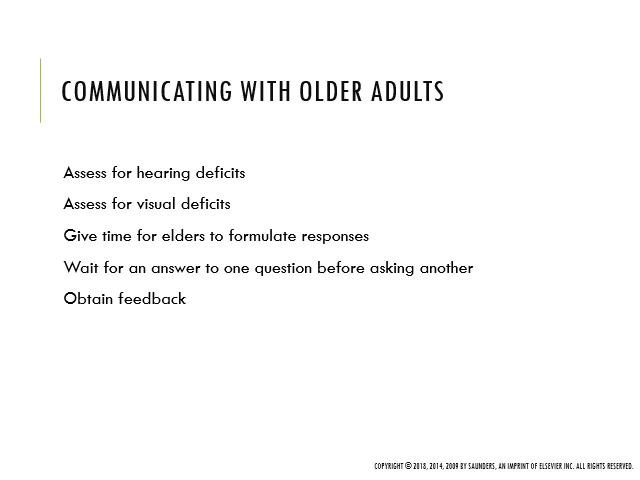 COMMUNICATING WITH OLDER ADULTS
Assess for hearing deficits
Assess for visual deficits
Give time for elders to formulate responses
Wait for an answer to one question before asking another
Obtain feedback
COPYRIGHT © 2018, 2014, 2009 BY SAUNDERS, AN IMPRINT OF ELSEVIER INC. ALL RIGHTS RESERVED.